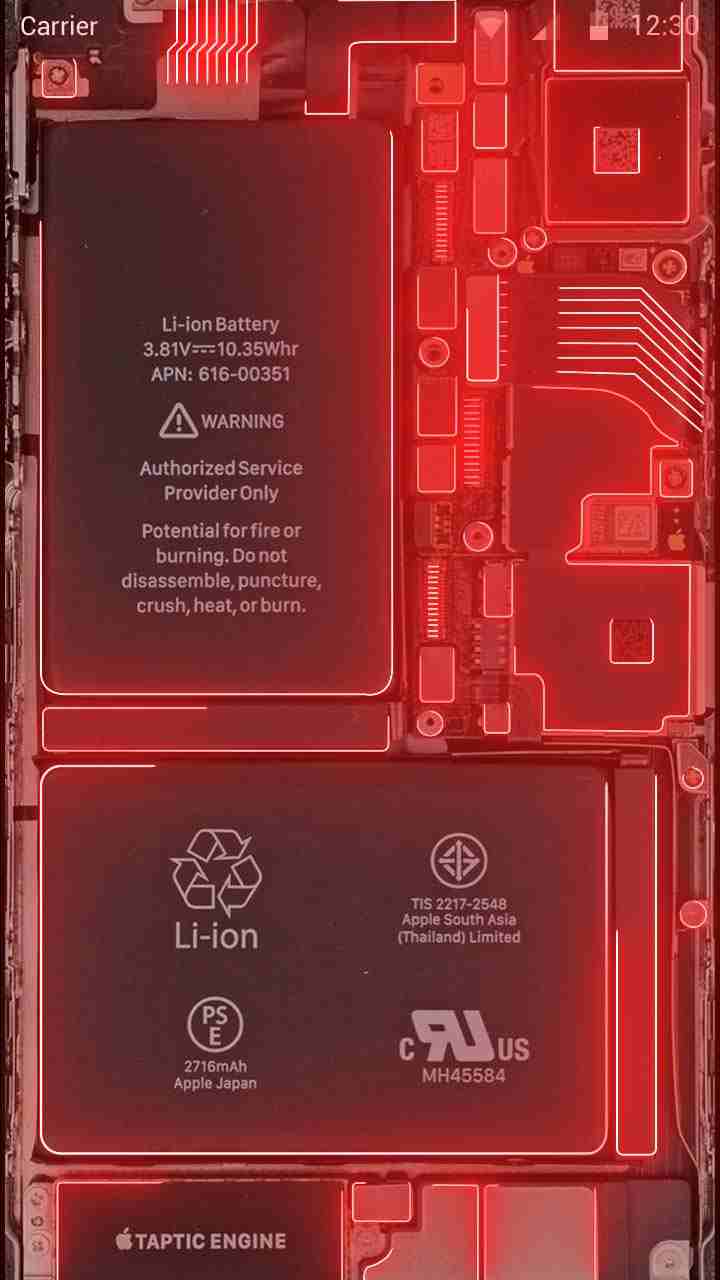 Carrier 12:30
Li-ion Battery
3.81V⎓10.35Whr
APN: 616-00351
WARNING
Authorized Service
Provider Only
Potential for fire or
burning. Do not
disassemble, puncture,
crush, heat, or burn.
Li-ion
TIS 2217-2548
Apple South Asia
(Thailand) Limited
PS
E
2716mAh
Apple Japan
c RU US
MH45584
TAPTIC ENGINE